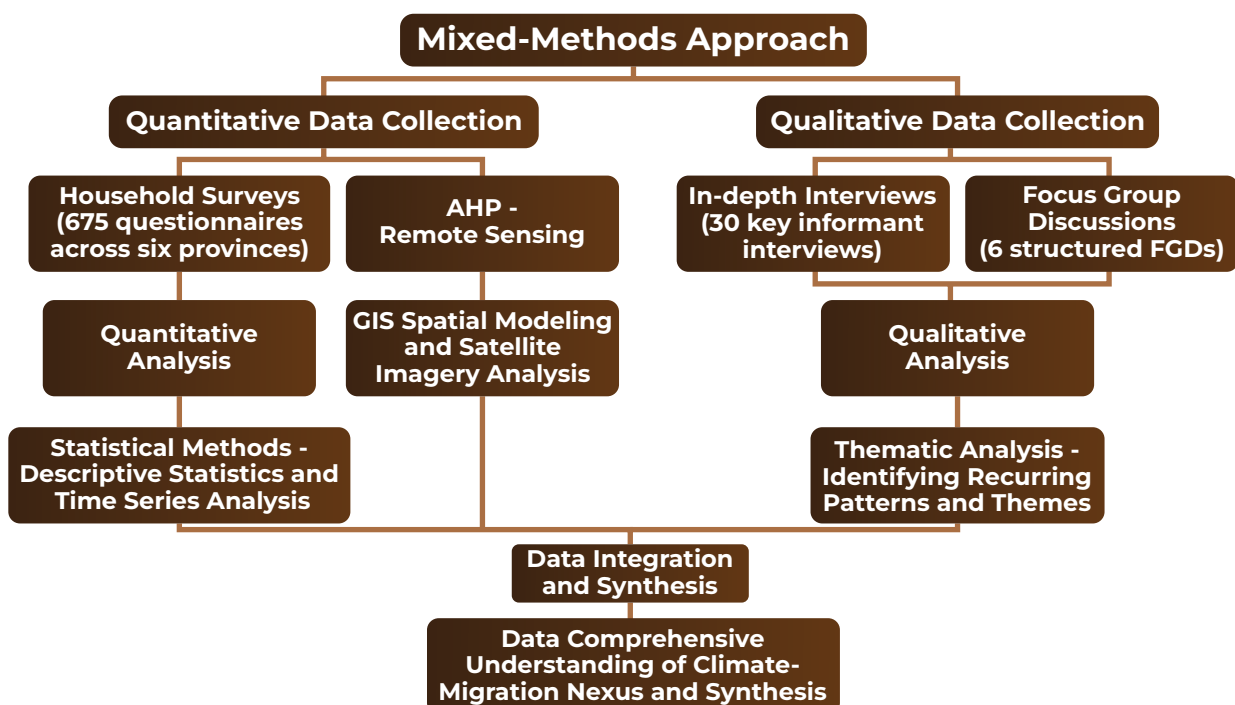 Mixed-Methods Approach
Quantitative Data Collection
Qualitative Data Collection
Household Surveys
(675 questionnaires
across six provinces)
AHP -
Remote Sensing
In-depth Interviews
(30 key informant
interviews)
Focus Group
Discussions
(6 structured FGDs)
Quantitative
Analysis
GIS Spatial Modeling
and Satellite
Imagery Analysis
Qualitative
Analysis
Statistical Methods -
Descriptive Statistics and
Time Series Analysis
Thematic Analysis -
Identifying Recurring
Patterns and Themes
Data Integration
and Synthesis
Data Comprehensive
Understanding of Climate-
Migration Nexus and Synthesis